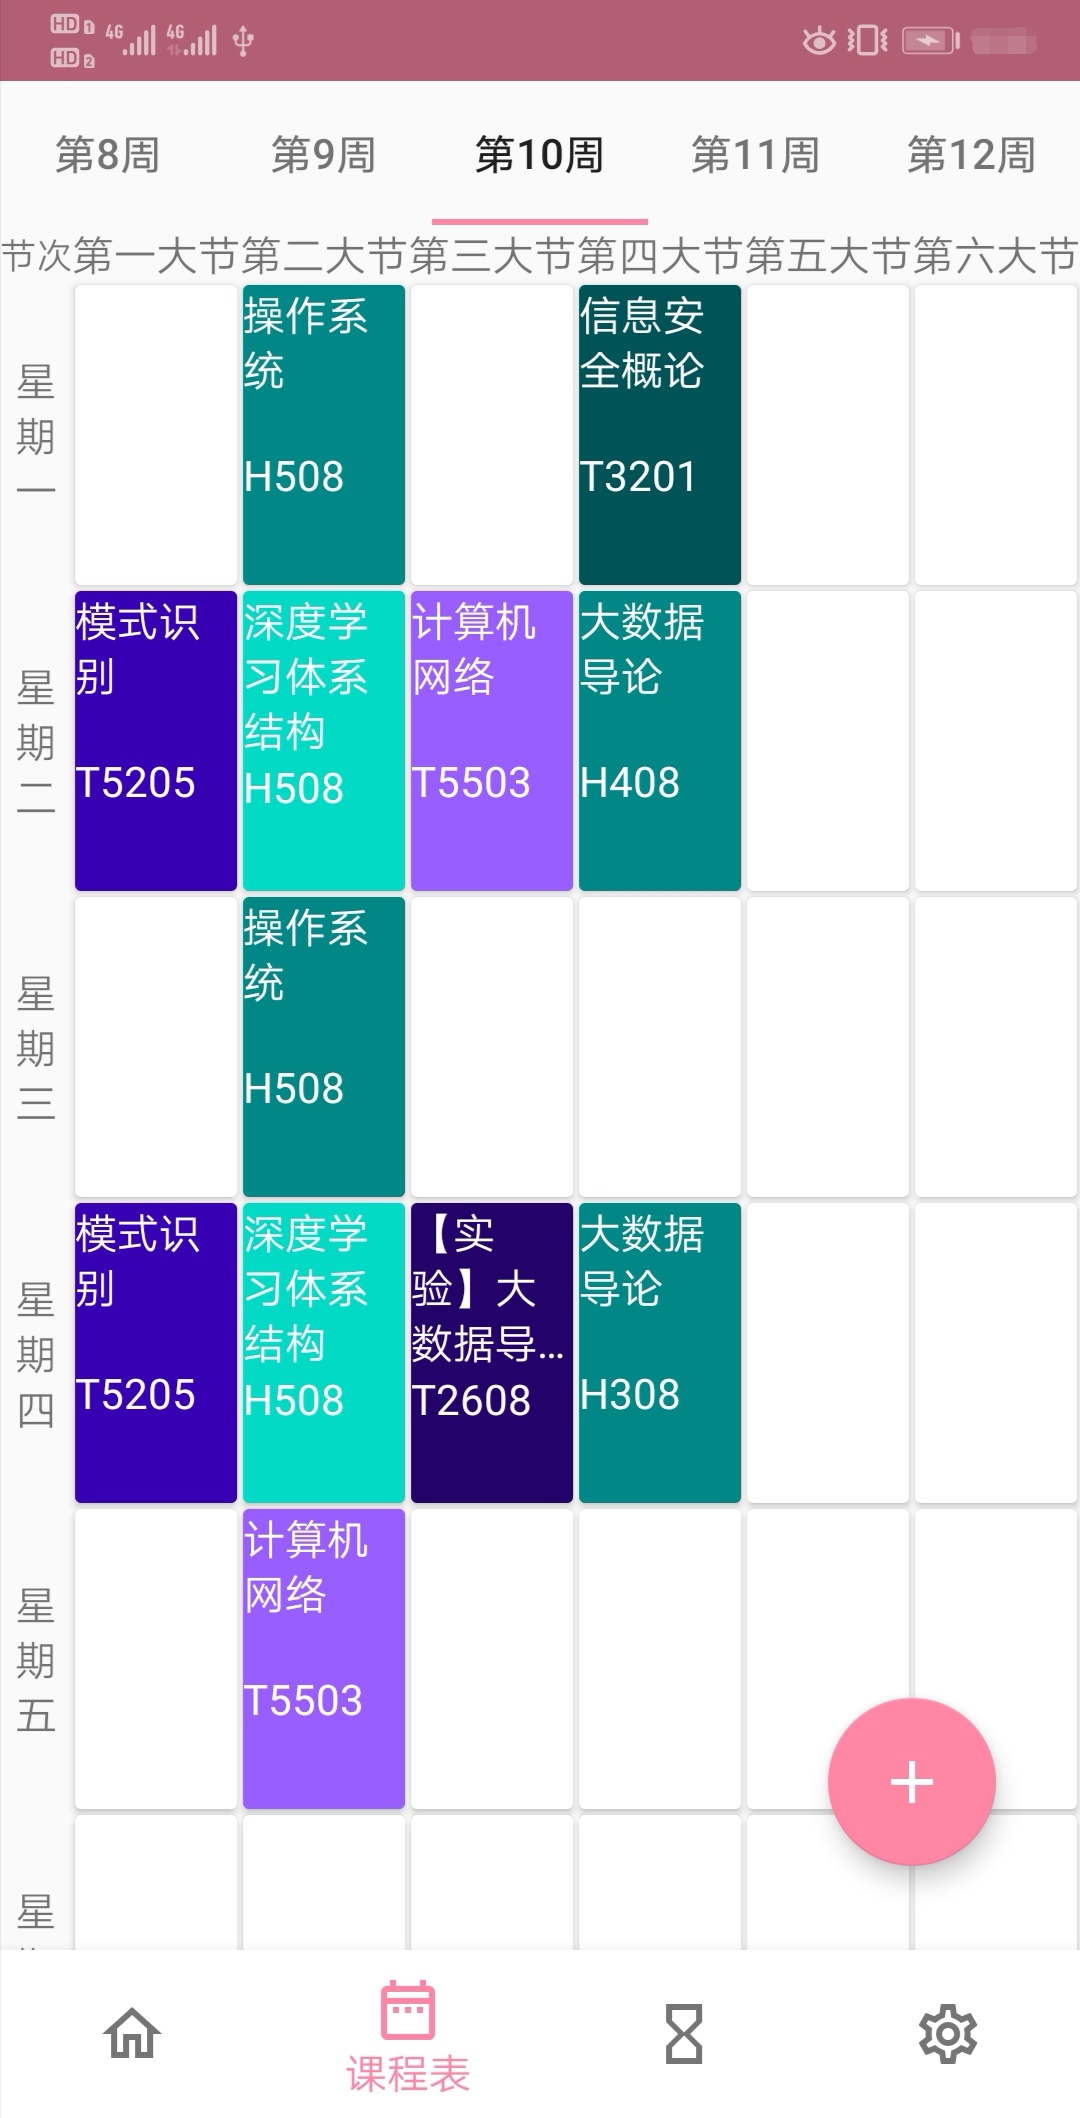 HD 1 4G 4G
HD 2
第8周 第9周 第10周 第11周 第12周
节次 第一大节 第二大节 第三大节 第四大节 第五大节 第六大节
星
期
一
操作系
统
H508
信息安
全概论
T3201
星
期
二
模式识
别
T5205
深度学
习体系
结构
H508
计算机
网络
T5503
大数据
导论
H408
星
期
三
操作系
统
H508
星
期
四
模式识
别
T5205
深度学
习体系
结构
H508
【实
验】大
数据导...
T2608
大数据
导论
H308
星
期
五
计算机
网络
T5503
星
课程表